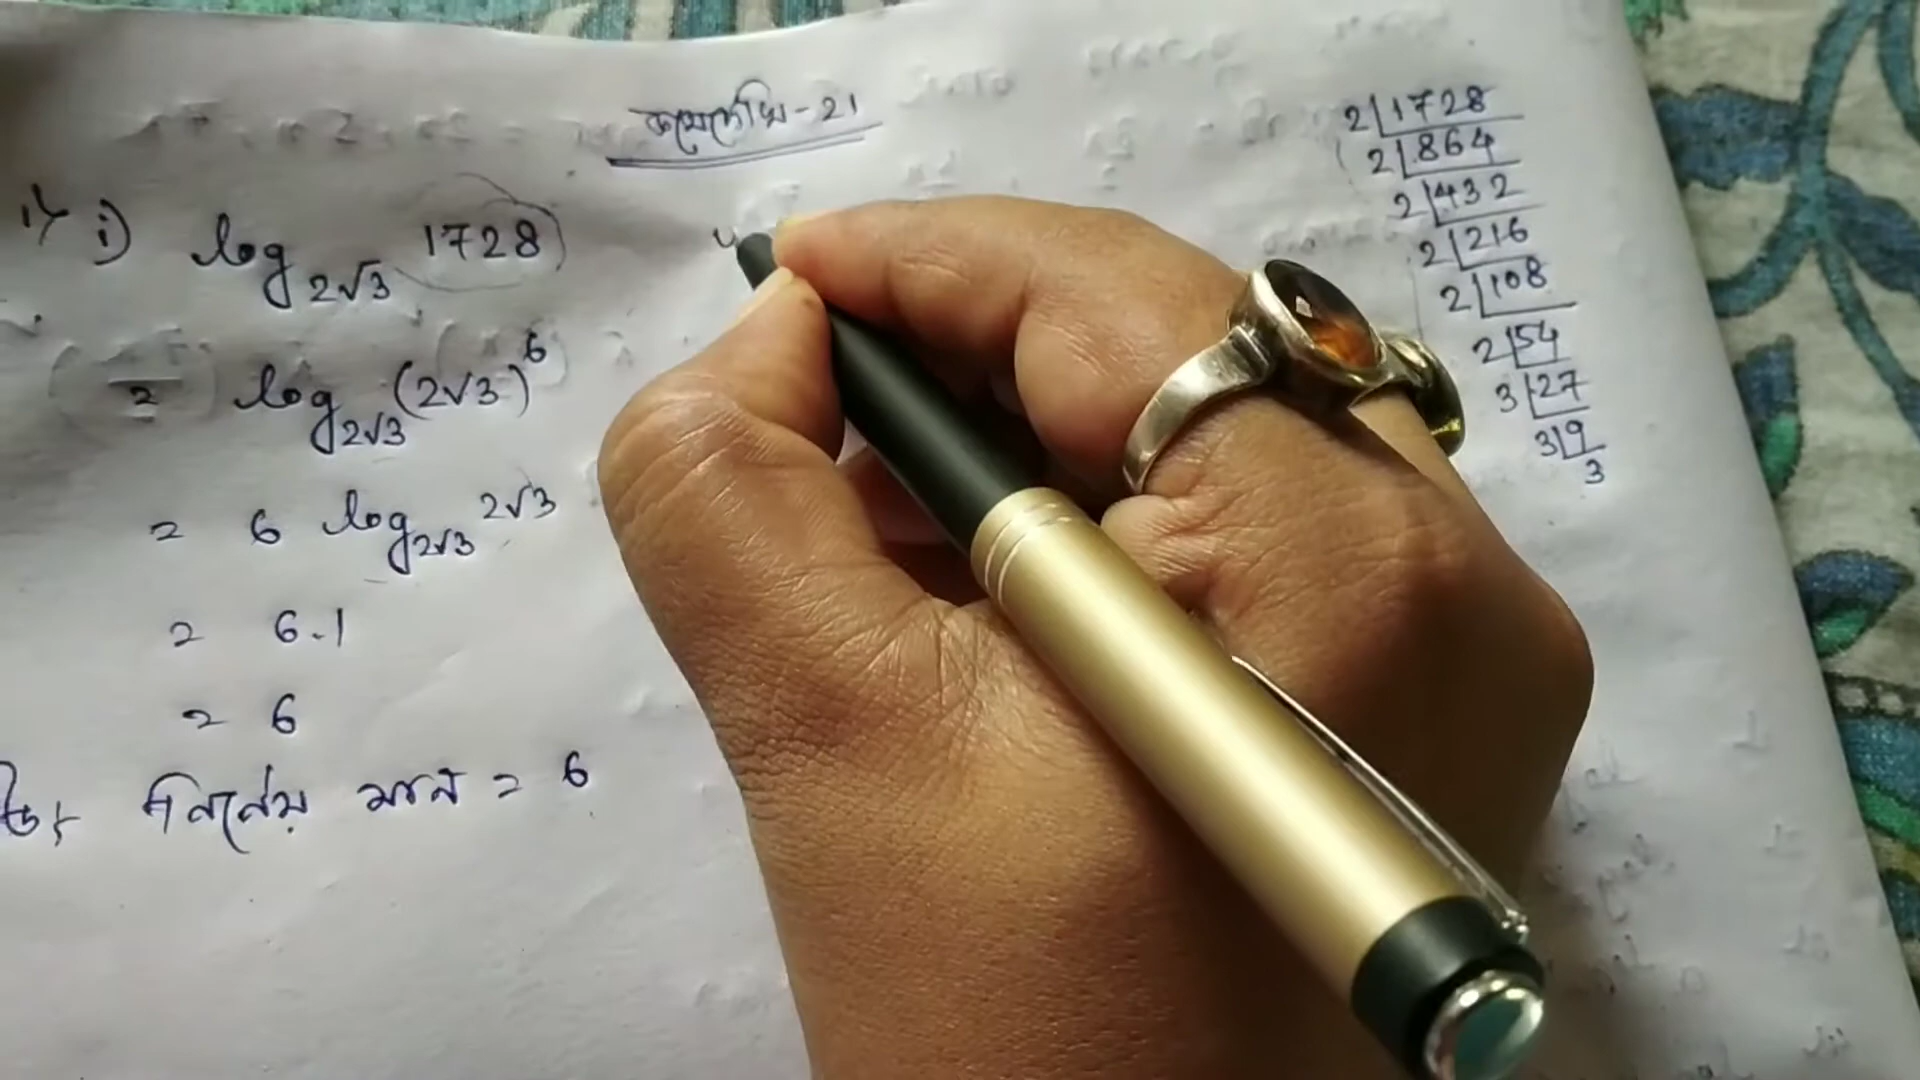 কষে দেখি - 21
1) i) log_{2√3} 1728
= log_{2√3} (2√3)^6
= 6 log_{2√3} 2√3
= 6.1
= 6
নির্ণেয় মান = 6
2 | 1728
2 | 864
2 | 432
2 | 216
2 | 108
2 | 54
3 | 27
3 | 9
3